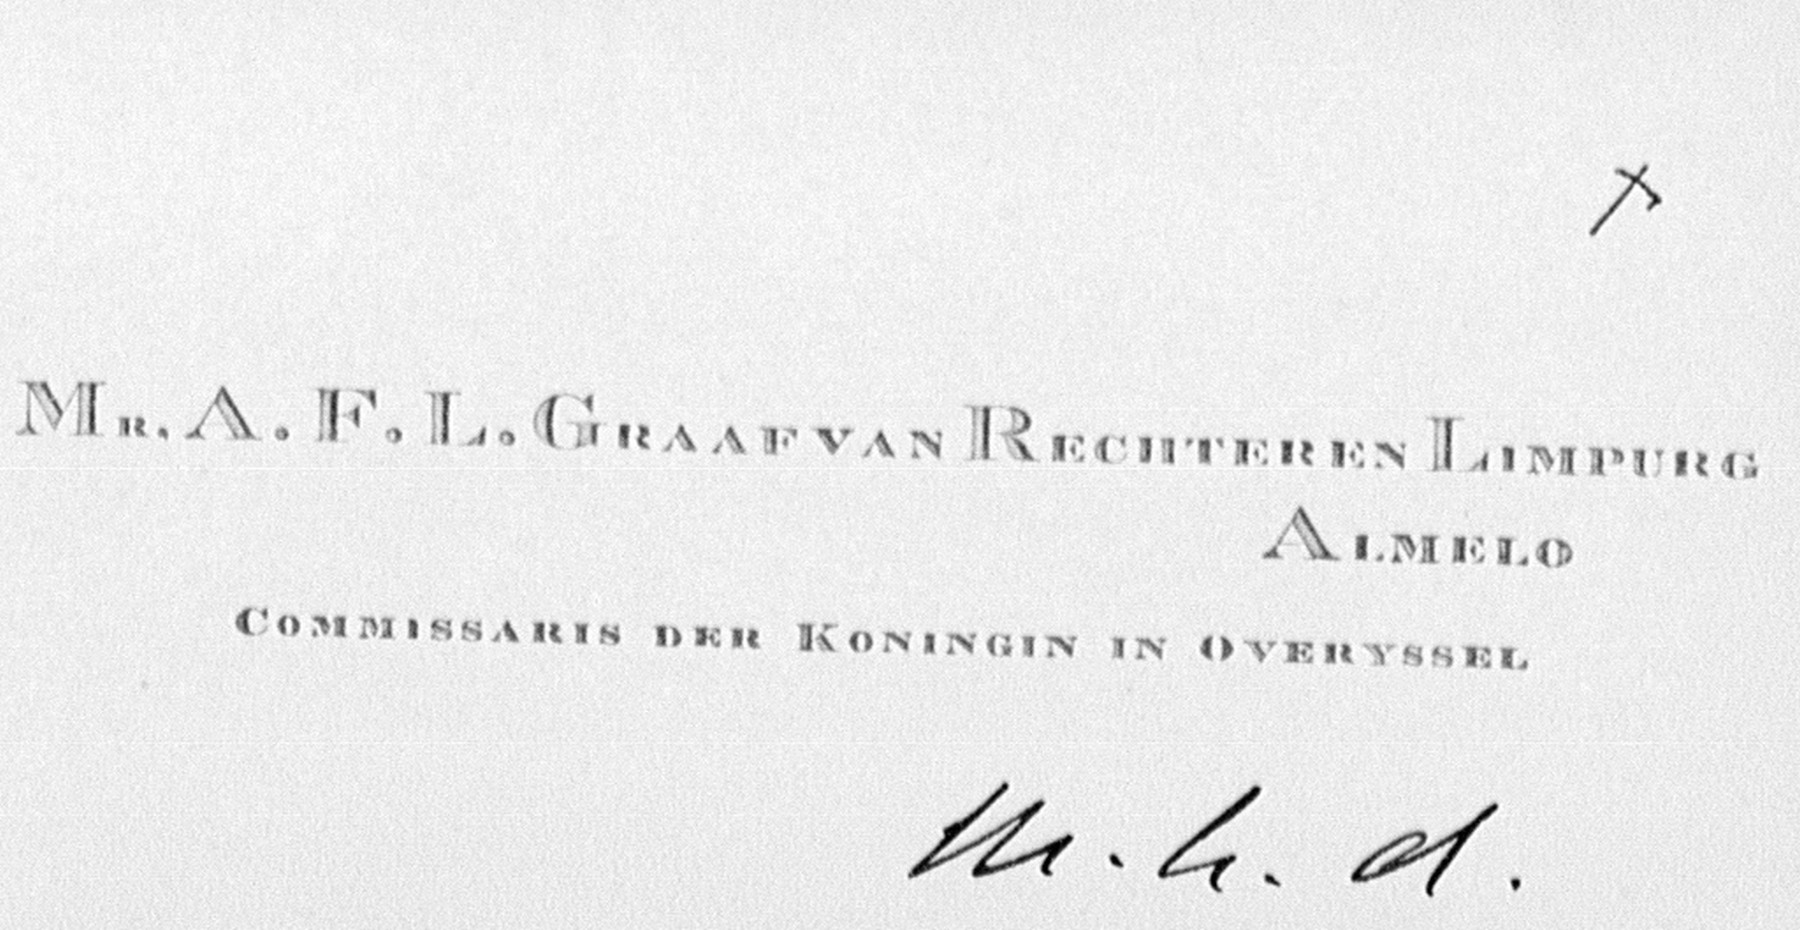 Mr. A. F. L. Graaf van Rechteren Limpurg
Almelo
Commissaris der Koningin in Overyssel
m. h. d.